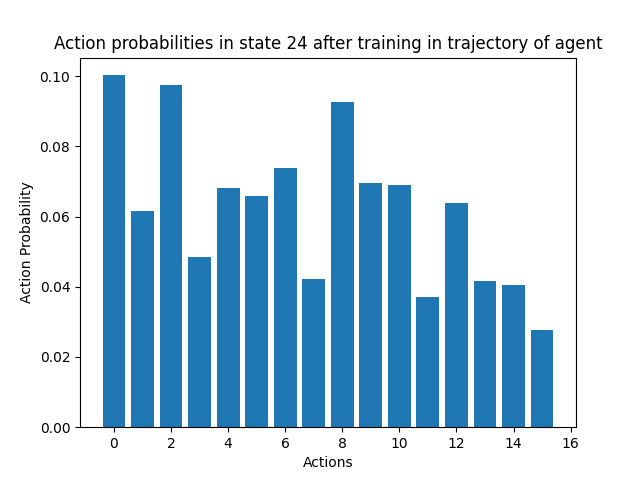 Action probabilities in state 24 after training in trajectory of agent
0.10
0.08
0.06
0.04
0.02
0.00
Action Probability
0 2 4 6 8 10 12 14 16
Actions